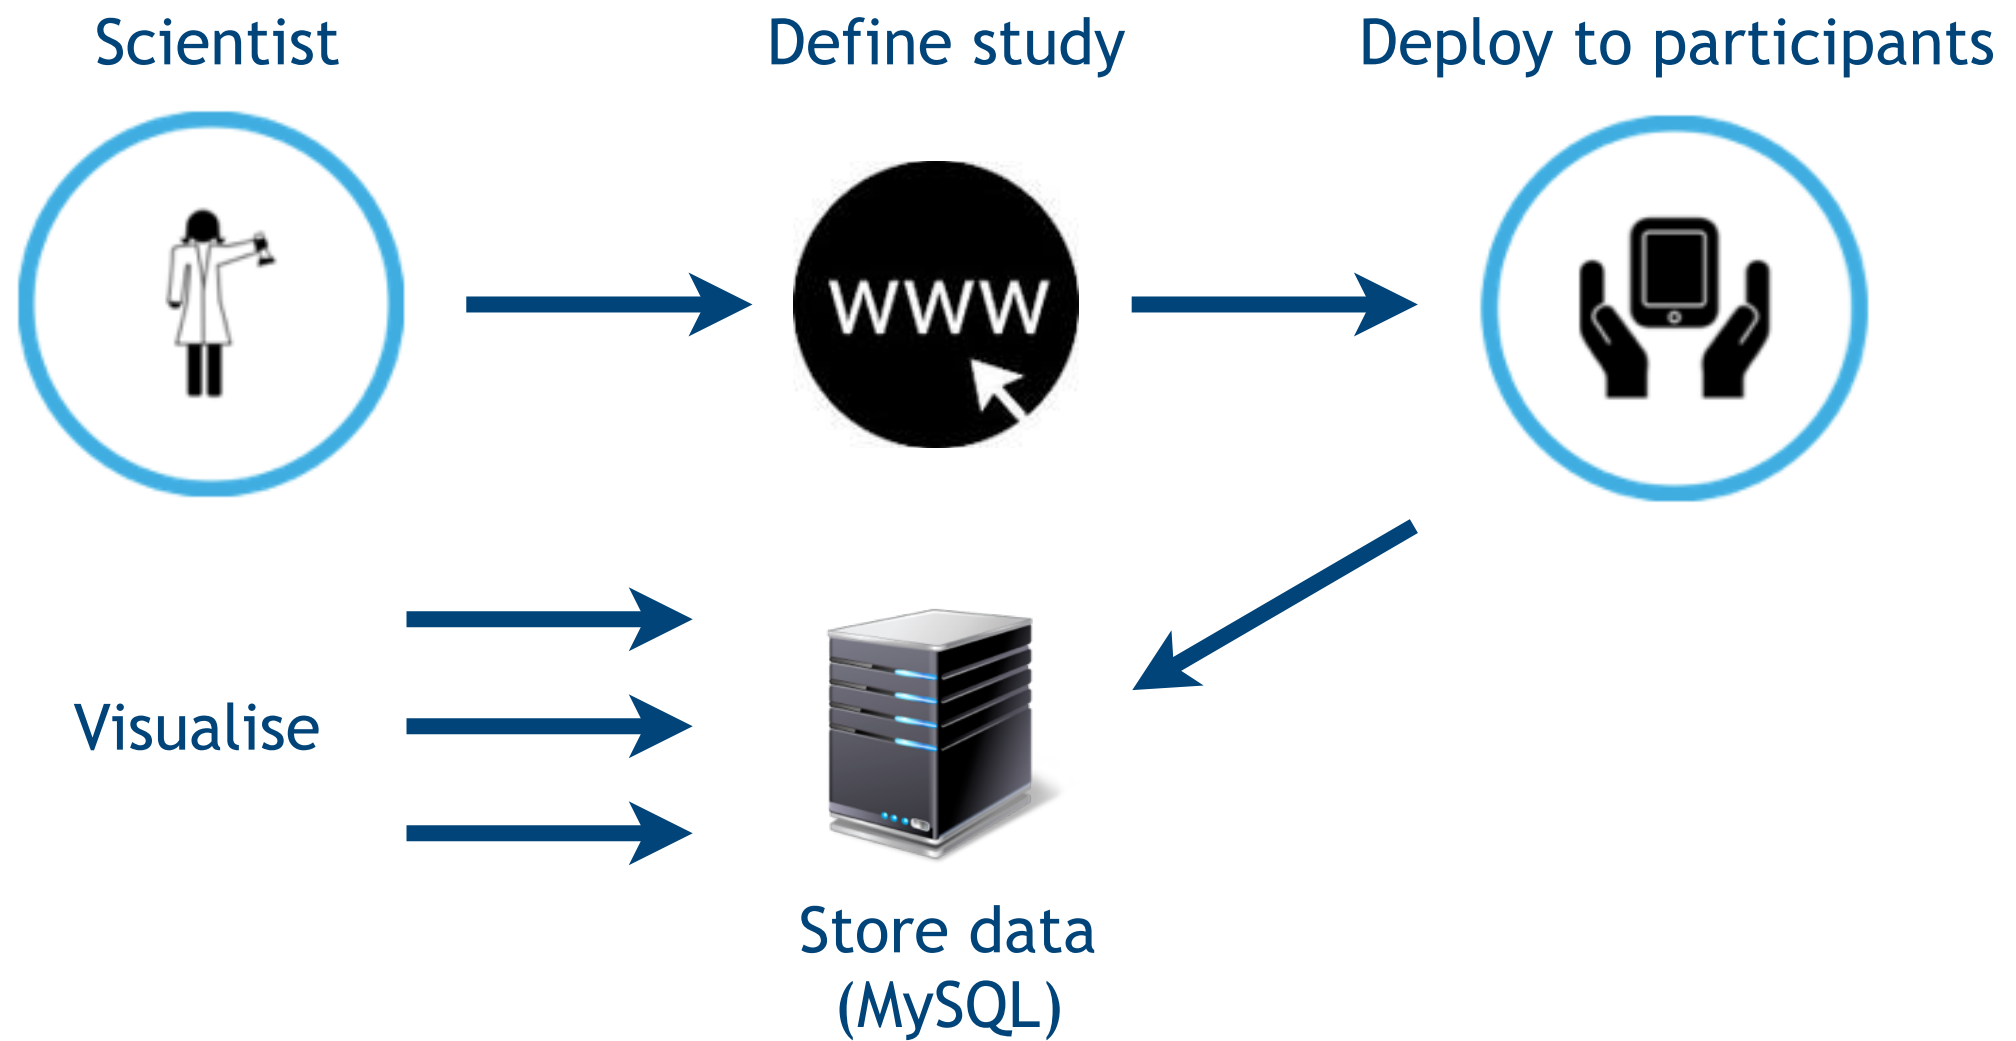 Scientist
Define study
Deploy to participants
www
Visualise
Store data
(MySQL)